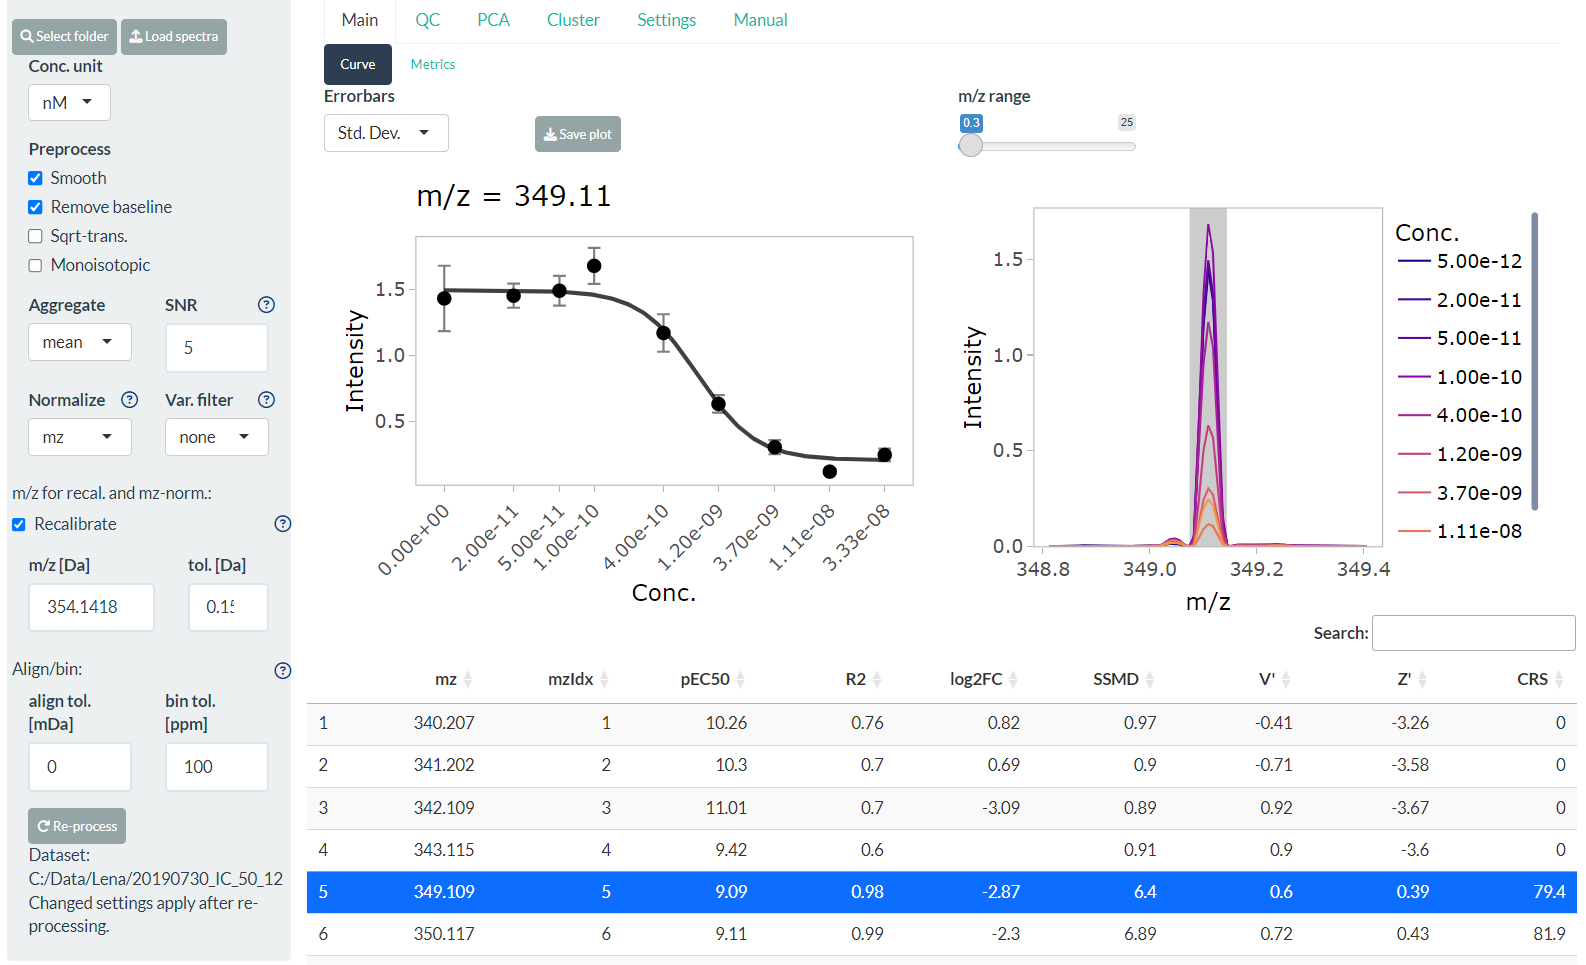 Select folder
Load spectra
Conc. unit
nM
Preprocess
Smooth
Remove baseline
Sqrt-trans.
Monoisotopic
Aggregate SNR ?
mean 5
Normalize ? Var. filter ?
mz none
m/z for recal. and mz-norm.:
Recalibrate ?
m/z [Da] tol. [Da]
354.1418 0.15
Align/bin: ?
align tol. [mDa]
bin tol. [ppm]
0 100
Re-process
Dataset:
C:/Data/Lena/20190730_IC_50_12
Changed settings apply after re-
processing.
Main QC PCA Cluster Settings Manual
Curve Metrics
Errorbars
Std. Dev.
Save plot
m/z range
0.3 25
m/z = 349.11
Intensity
1.5
1.0
0.5
0.00e+00 2.00e-11 5.00e-11 1.00e-10 4.00e-10 1.20e-09 3.70e-09 1.11e-08 3.33e-08
Conc.
Intensity
1.5
1.0
0.5
0.0
348.8 349.0 349.2 349.4
m/z
Conc.
5.00e-12
2.00e-11
5.00e-11
1.00e-10
4.00e-10
1.20e-09
3.70e-09
1.11e-08
Search:
mz mzIdx pEC50 R2 log2FC SSMD V' Z' CRS
1 340.207 1 10.26 0.76 0.82 0.97 -0.41 -3.26 0
2 341.202 2 10.3 0.7 0.69 0.9 -0.71 -3.58 0
3 342.109 3 11.01 0.7 -3.09 0.89 0.92 -3.67 0
4 343.115 4 9.42 0.6 0.91 0.9 -3.6 0
5 349.109 5 9.09 0.98 -2.87 6.4 0.6 0.39 79.4
6 350.117 6 9.11 0.99 -2.3 6.89 0.72 0.43 81.9